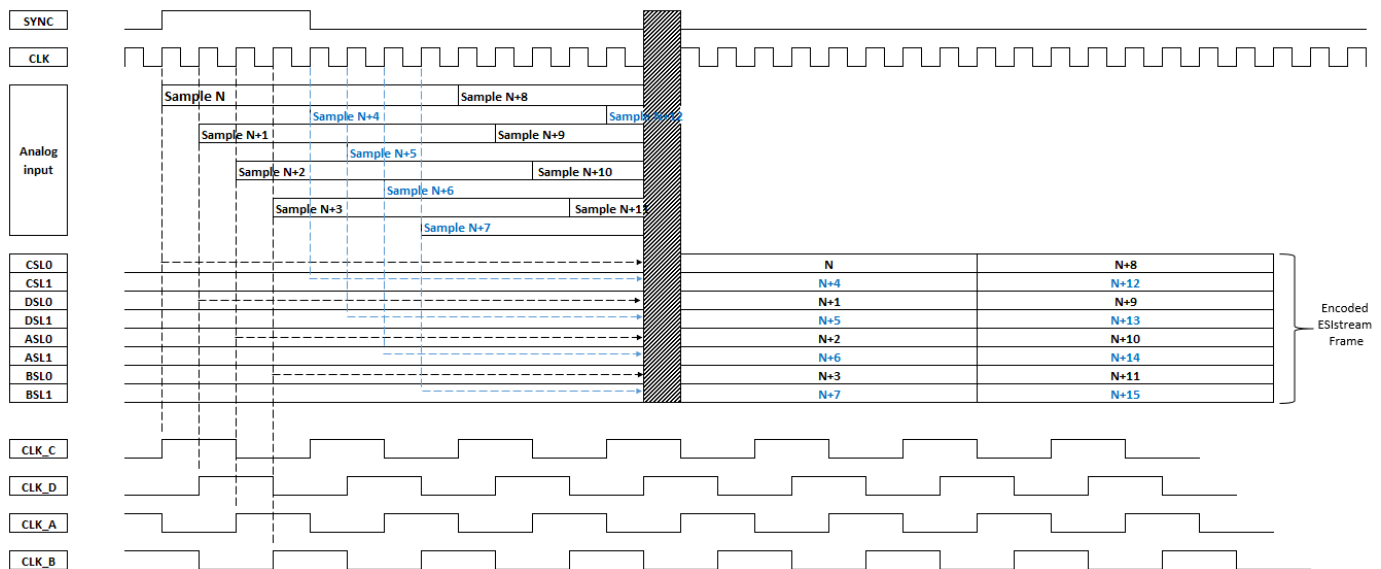 SYNC
CLK
Analog
input
Sample N
Sample N+8
Sample N+4
Sample N+12
Sample N+1
Sample N+9
Sample N+5
Sample N+2
Sample N+10
Sample N+6
Sample N+3
Sample N+11
Sample N+7
CSL0
N
N+8
CSL1
N+4
N+12
DSL0
N+1
N+9
DSL1
N+5
N+13
ASL0
N+2
N+10
ASL1
N+6
N+14
BSL0
N+3
N+11
BSL1
N+7
N+15
Encoded
ESIstream
Frame
CLK_C
CLK_D
CLK_A
CLK_B